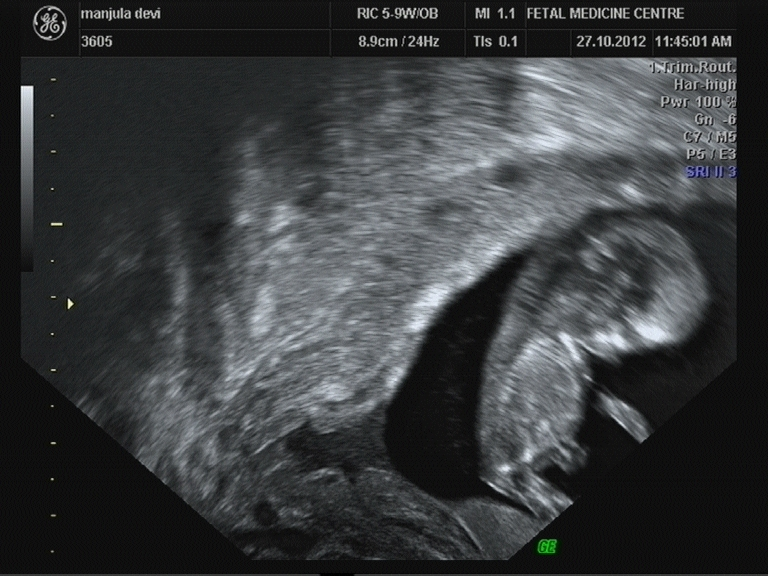 manjula devi RIC 5-9W/OB MI 1.1 FETAL MEDICINE CENTRE
3605 8.9cm / 24Hz TIs 0.1 27.10.2012 11:45:01 AM
1.Trim.Rout.
Har-high
Pwr 100 %
Gn -6
C7 / M5
P5 / E3
SRI II 3
GE